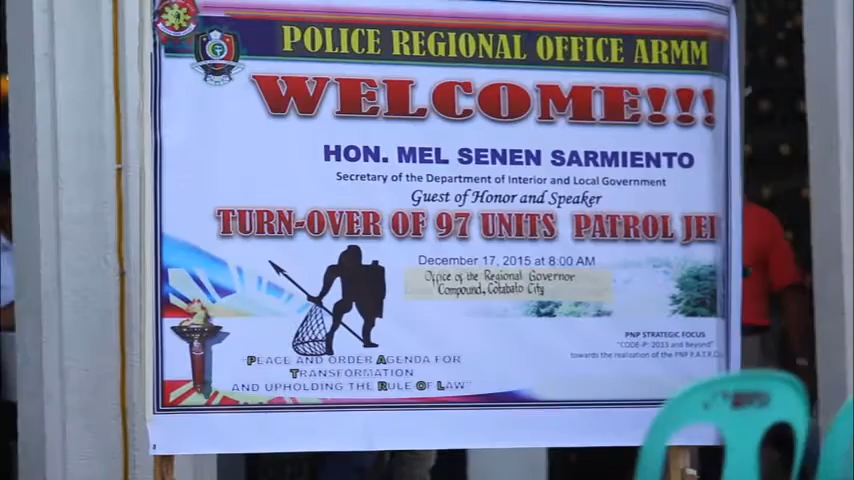 POLICE REGIONAL OFFICE ARMM
WELCOME!!!
HON. MEL SENEN SARMIENTO
Secretary of the Department of Interior and Local Government
Guest of Honor and Speaker
TURN-OVER OF 97 UNITS PATROL JE
DECEMBER 17, 2015 8:00 AM
Office of the Regional Governor
Compound, Cotabato City
PNP STRATEGIC FOCUS
"CODE-P: 2013 and Beyond"
towards the realization of the PNP P.A.T.R.
"PEACE AND ORDER AGENDA FOR
TRANSFORMATION
AND UPHOLDING THE RULE OF LAW"